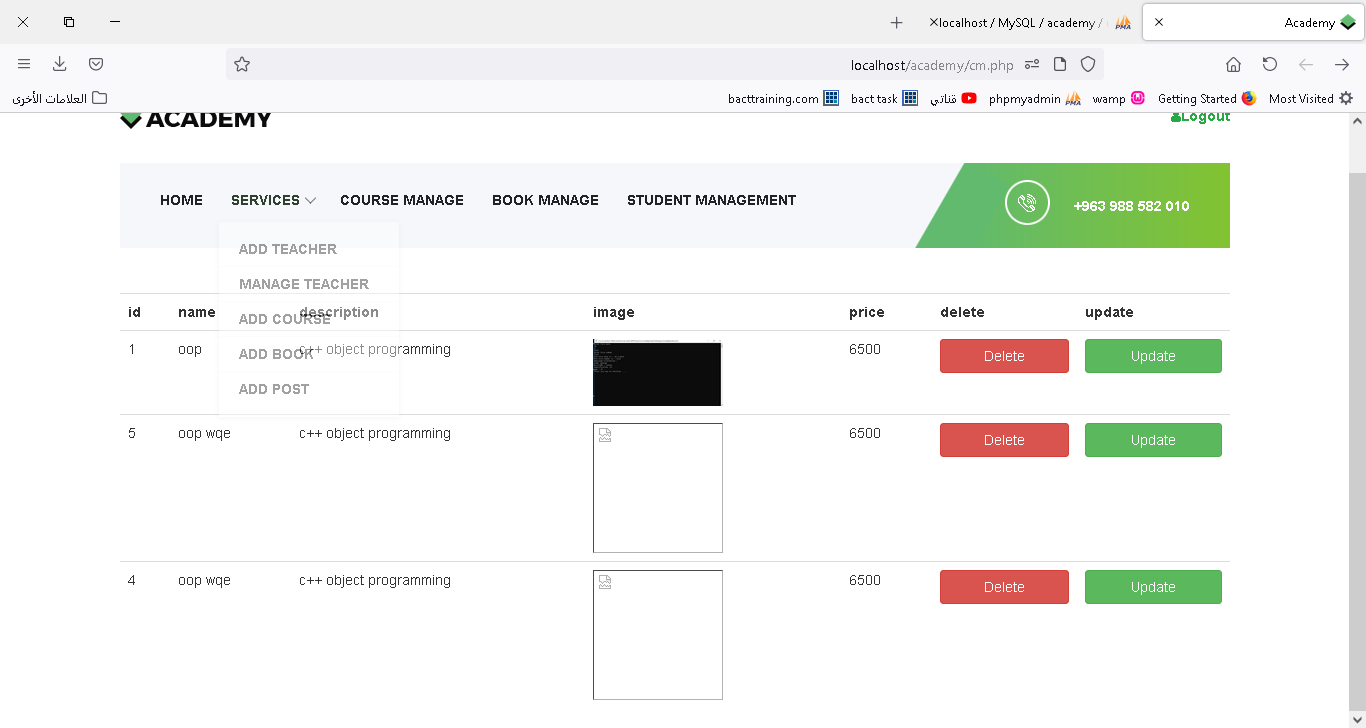 localhost / MySQL / academy /
Academy
localhost/academy/cm.php
العلامات الأخرى
bacttraining.com
bact task
قناتي
phpmyadmin
wamp
Getting Started
Most Visited
ACADEMY
Logout
HOME SERVICES COURSE MANAGE BOOK MANAGE STUDENT MANAGEMENT
+963 988 582 010
ADD TEACHER
MANAGE TEACHER
ADD COURSE
ADD BOOK
ADD POST
id name description image price delete update
1 oop c++ object programming 6500 Delete Update
5 oop wqe c++ object programming 6500 Delete Update
4 oop wqe c++ object programming 6500 Delete Update